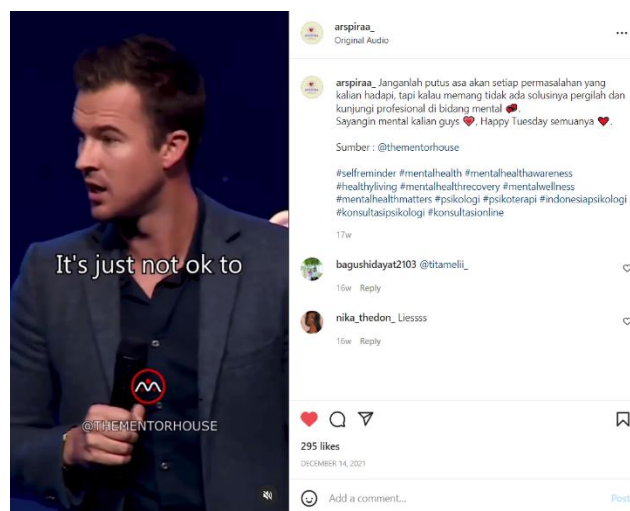 arspiraa_
Original Audio
arspiraa_ Janganlah putus asa akan setiap permasalahan yang
kalian hadapi, tapi kalau memang tidak ada solusinya pergilah dan
kunjungi profesional di bidang mental 💕.
Sayangin mental kalian guys 💗, Happy Tuesday semuanya ❤️.
Sumber : @thementorhouse
#selfreminder #mentalhealth #mentalhealthawareness
#healthyliving #mentalhealthrecovery #mentalwellness
#mentalhealthmatters #psikologi #psikoterapi #indonesiapsikologi
#konsultasipsikologi #konsultasionline
17w
bagushidayat2103 @titamelii_
16w Reply
nika_thedon_ Liessss
16w Reply
It's just not ok to
@THEMENTORHOUSE
295 likes
DECEMBER 14, 2021
Add a comment...
Post